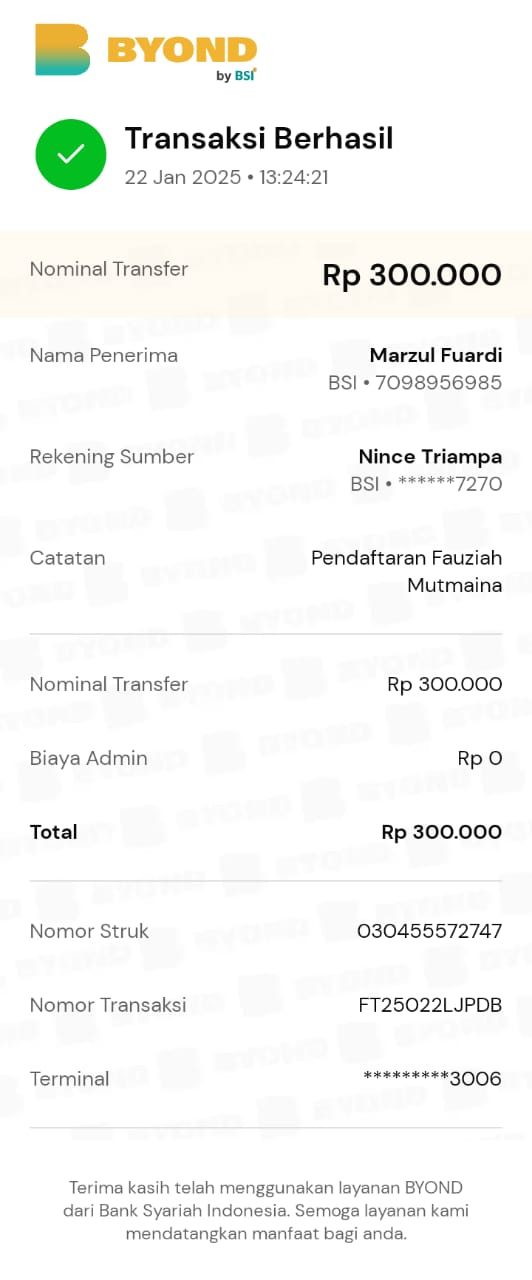 BYOND
by BSI
Transaksi Berhasil
22 Jan 2025 • 13:24:21
Nominal Transfer
Rp 300.000
Nama Penerima
Marzul Fuardi
BSI • 7098956985
Rekening Sumber
Nince Triampa
BSI • ******7270
Catatan
Pendaftaran Fauziah
Mutmaina
Nominal Transfer
Rp 300.000
Biaya Admin
Rp 0
Total
Rp 300.000
Nomor Struk
030455572747
Nomor Transaksi
FT25022LJPDB
Terminal
*********3006
Terima kasih telah menggunakan layanan BYOND
dari Bank Syariah Indonesia. Semoga layanan kami
mendatangkan manfaat bagi anda.